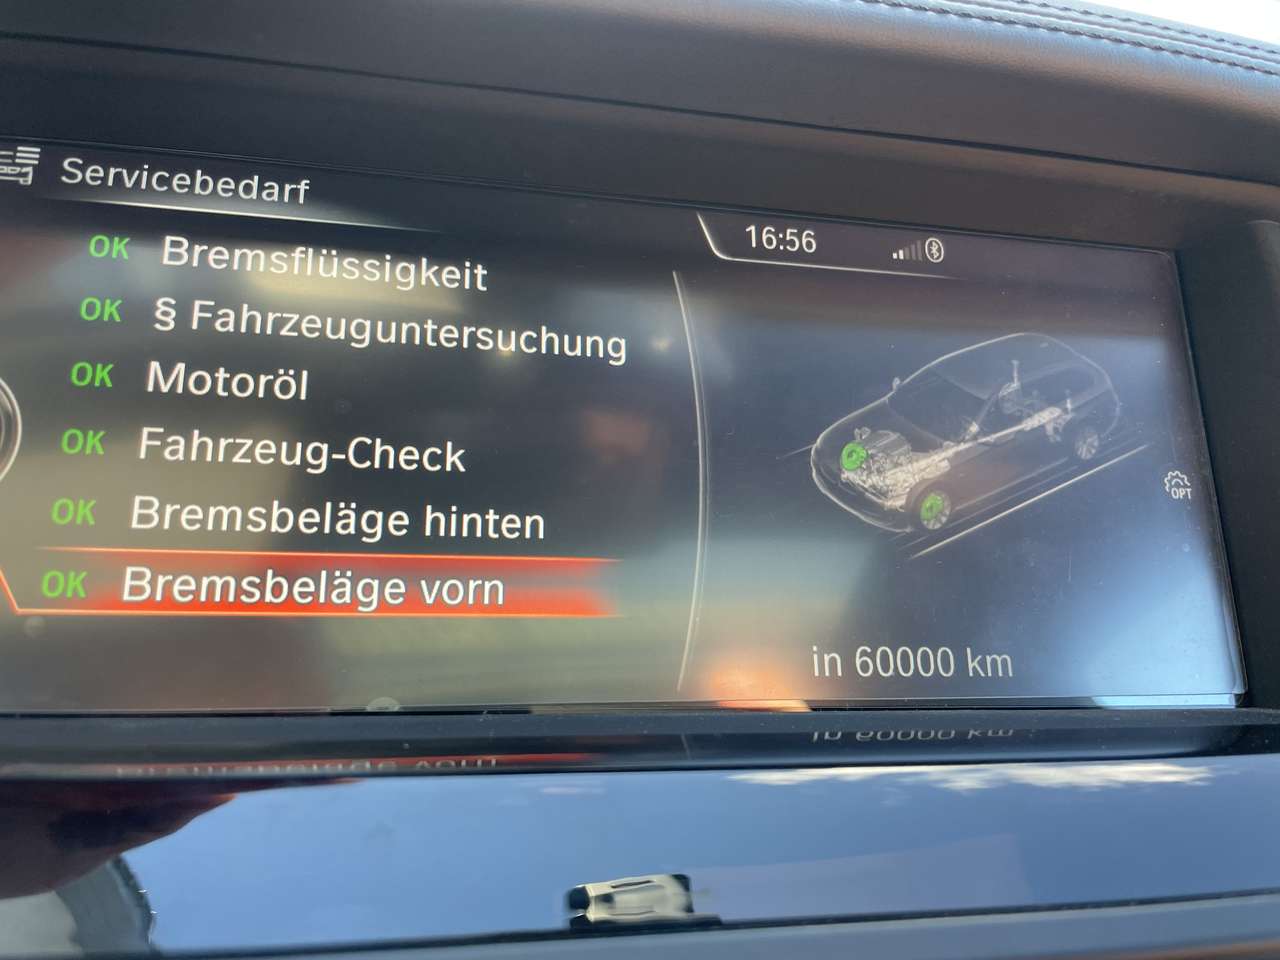 Servicebedarf
16:56
OK Bremsflüssigkeit
OK § Fahrzeuguntersuchung
OK Motoröl
OK Fahrzeug-Check
OK Bremsbeläge hinten
OK Bremsbeläge vorn
OPT
in 60000 km